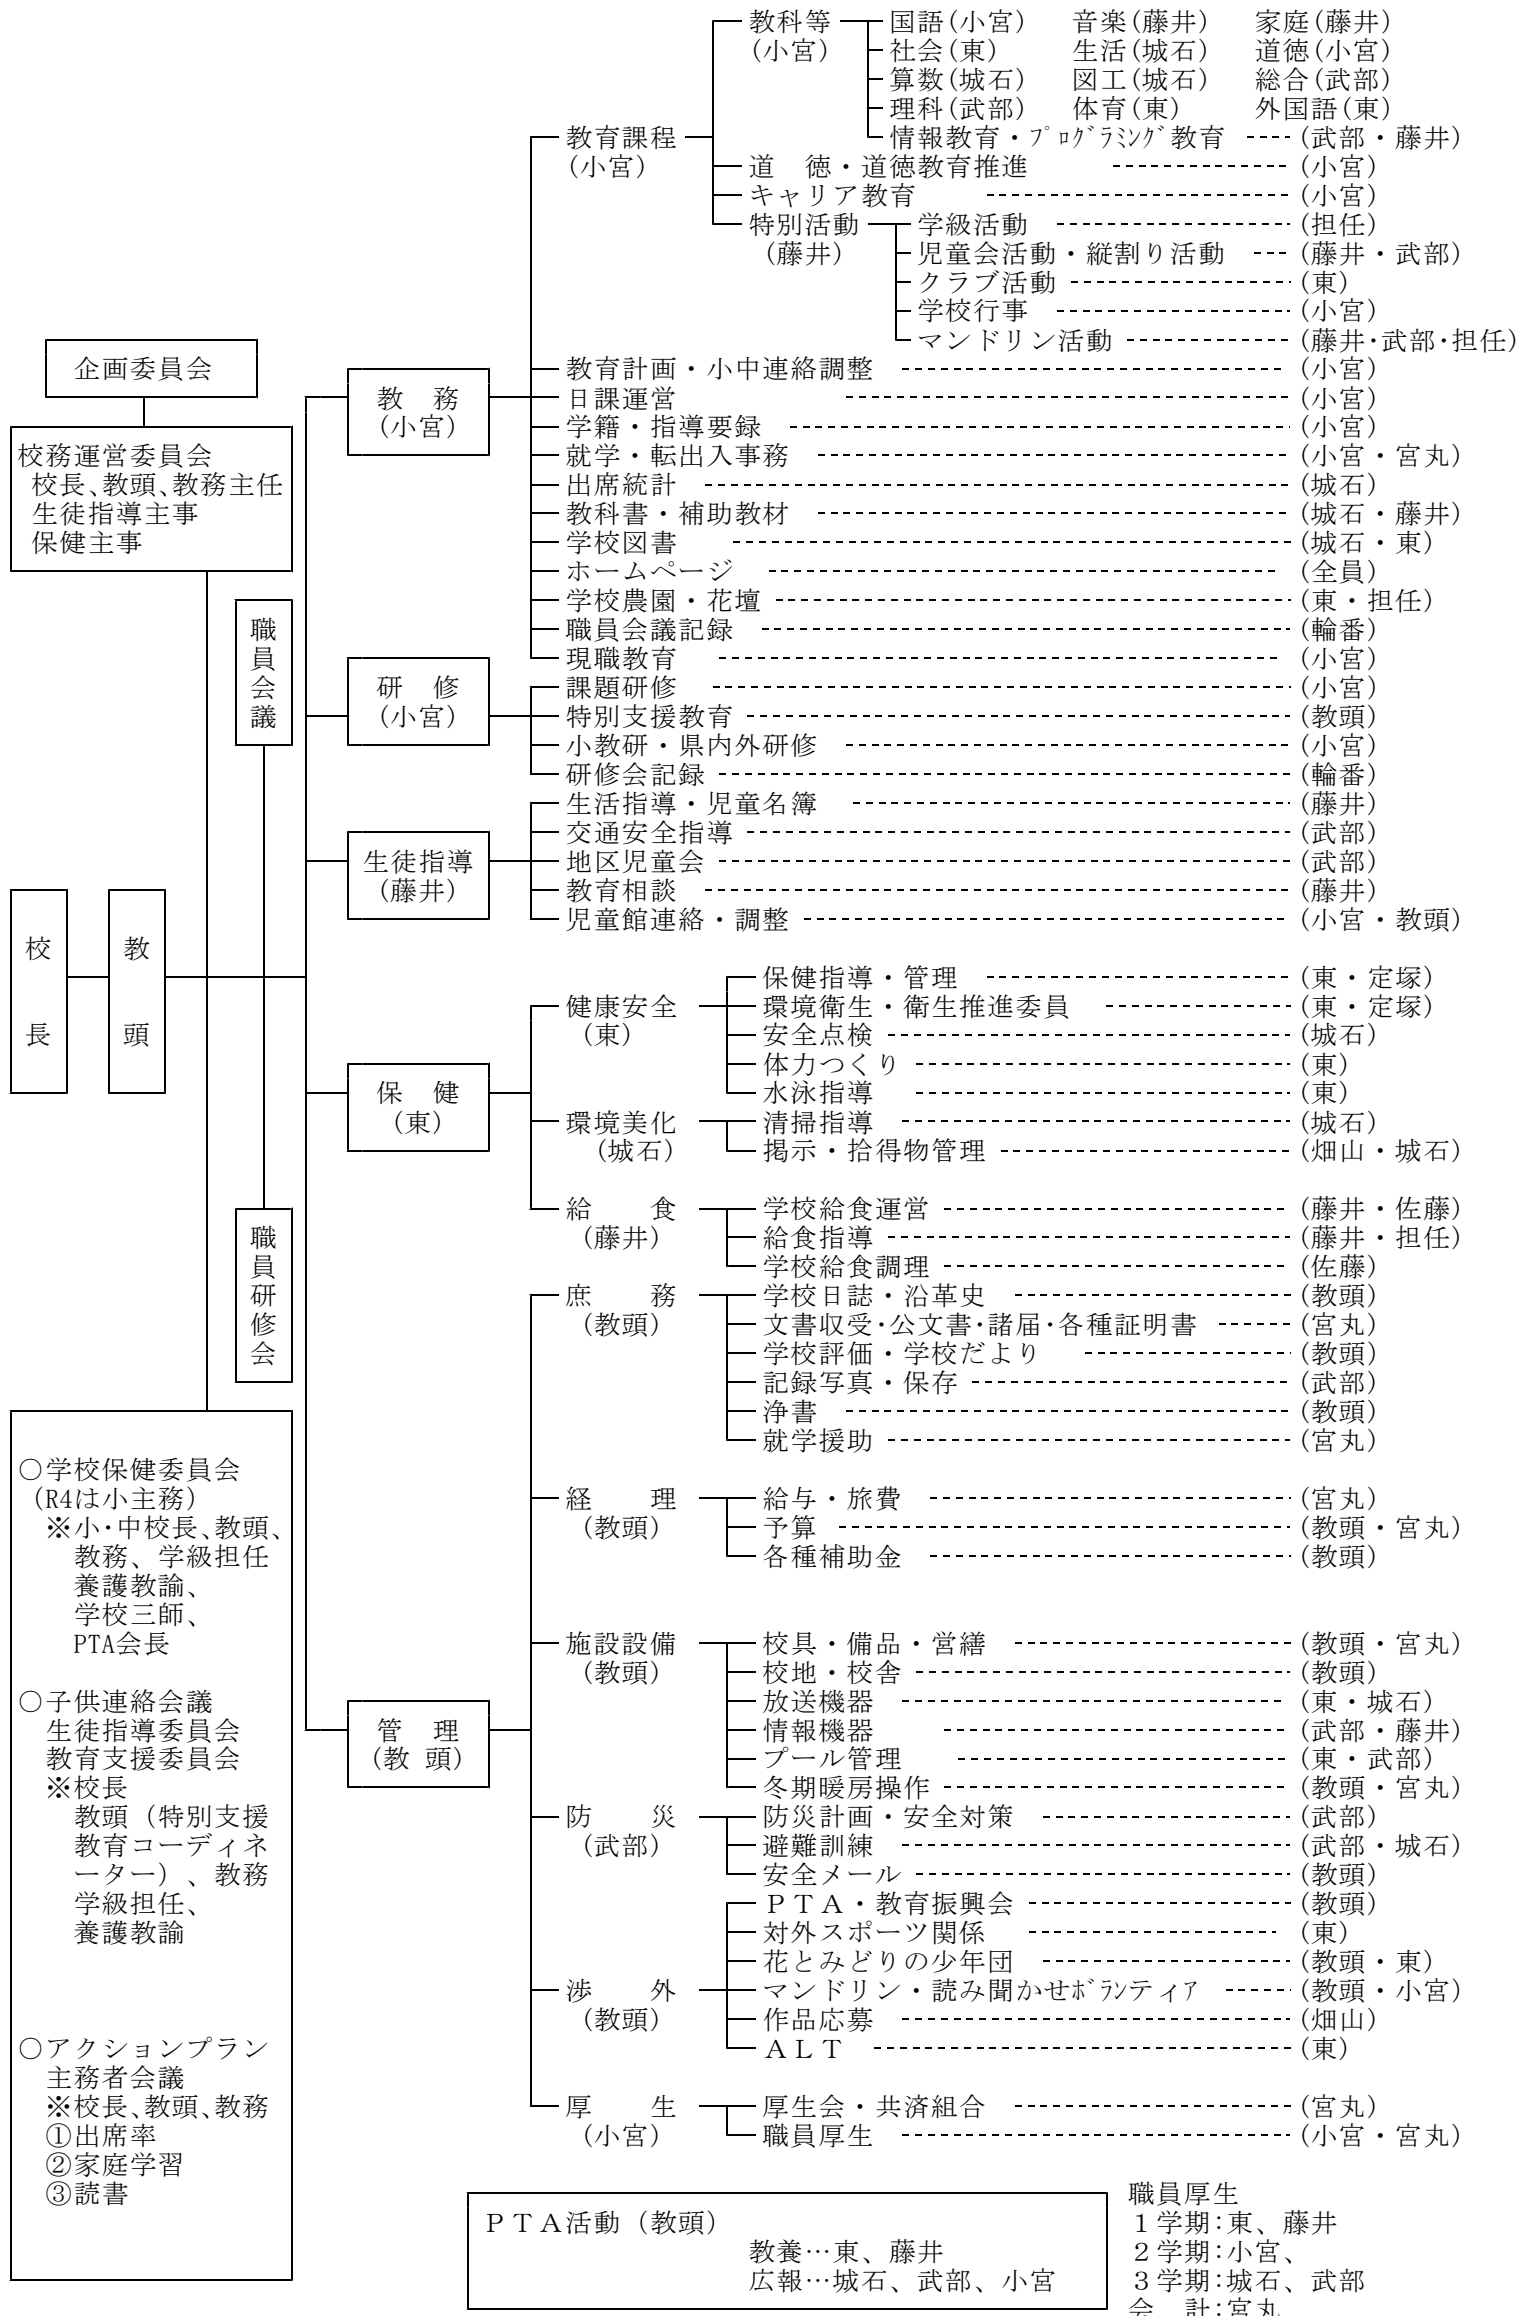 教科等 国語(小宮) 音楽(藤井) 家庭(藤井)
(小宮) 社会(東) 生活(城石) 道徳(小宮)
算数(城石) 図工(城石) 総合(武部)
理科(武部) 体育(東) 外国語(東)
教育課程 情報教育・プログラミング教育 (武部・藤井)
(小宮) 道 徳・道徳教育推進 (小宮)
キャリア教育 (小宮)
特別活動 学級活動 (担任)
(藤井) 児童会活動・縦割り活動 (藤井・武部)
クラブ活動 (東)
学校行事 (小宮)
マンドリン活動 (藤井・武部・担任)
企画委員会
教育計画・小中連絡調整 (小宮)
教 務
(小宮)
日課運営 (小宮)
学籍・指導要録 (小宮)
校務運営委員会
校長、教頭、教務主任
生徒指導主事
保健主事
就学・転出入事務 (小宮・宮丸)
出席統計 (城石)
教科書・補助教材 (城石・藤井)
学校図書 (城石・東)
ホームページ (全員)
学校農園・花壇 (東・担任)
職員会議
職員会議記録 (輪番)
現職教育 (小宮)
研 修
(小宮)
課題研修 (小宮)
特別支援教育 (教頭)
小教研・県内外研修 (小宮)
研修会記録 (輪番)
生活指導・児童名簿 (藤井)
交通安全指導 (武部)
生徒指導
(藤井)
地区児童会 (武部)
教育相談 (藤井)
児童館連絡・調整 (小宮・教頭)
校長
教頭
保健指導・管理 (東・定塚)
健康安全 環境衛生・衛生推進委員 (東・定塚)
(東) 安全点検 (城石)
体力つくり (東)
保 健
(東)
水泳指導 (東)
環境美化 清掃指導 (城石)
(城石) 掲示・拾得物管理 (畑山・城石)
給 食 学校給食運営 (藤井・佐藤)
(藤井) 給食指導 (藤井・担任)
学校給食調理 (佐藤)
職員研修会
庶 務 学校日誌・沿革史 (教頭)
(教頭) 文書収受・公文書・諸届・各種証明書 (宮丸)
学校評価・学校だより (教頭)
記録写真・保存 (武部)
浄書 (教頭)
就学援助 (宮丸)
○学校保健委員会
(R4は小主務)
※小・中校長、教頭、
教務、学級担任
養護教諭、
学校三師、
PTA会長
経 理 給与・旅費 (宮丸)
(教頭) 予算 (教頭・宮丸)
各種補助金 (教頭)
施設設備 校具・備品・営繕 (教頭・宮丸)
(教頭) 校地・校舎 (教頭)
放送機器 (東・城石)
情報機器 (武部・藤井)
プール管理 (東・武部)
冬期暖房操作 (教頭・宮丸)
○子供連絡会議
生徒指導委員会
教育支援委員会
※校長
教頭（特別支援
教育コーディネ
ーター）、教務
学級担任、
養護教諭
管 理
(教 頭)
防 災 防災計画・安全対策 (武部)
(武部) 避難訓練 (武部・城石)
安全メール (教頭)
ＰＴＡ・教育振興会 (教頭)
対外スポーツ関係 (東)
花とみどりの少年団 (教頭・東)
渉 外 マンドリン・読み聞かせボランティア (教頭・小宮)
(教頭) 作品応募 (畑山)
ＡＬＴ (東)
○アクションプラン
主務者会議
※校長、教頭、教務
①出席率
②家庭学習
③読書
厚 生 厚生会・共済組合 (宮丸)
(小宮) 職員厚生 (小宮・宮丸)
ＰＴＡ活動（教頭）
教養…東、藤井
広報…城石、武部、小宮
職員厚生
１学期：東、藤井
２学期：小宮、
３学期：城石、武部
会 計：宮丸